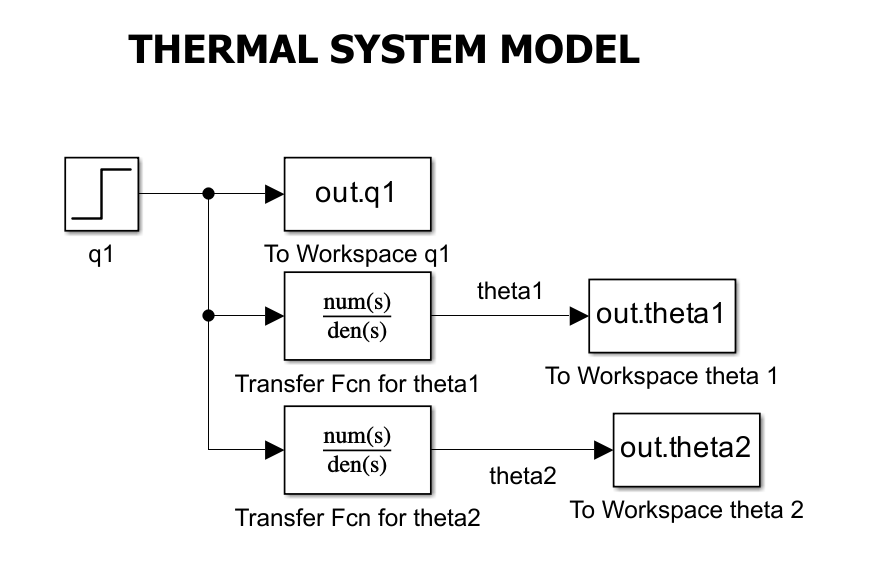 THERMAL SYSTEM MODEL
q1
out.q1
To Workspace q1
num(s)
den(s)
Transfer Fcn for theta1
theta1
out.theta1
To Workspace theta 1
num(s)
den(s)
Transfer Fcn for theta2
theta2
out.theta2
To Workspace theta 2